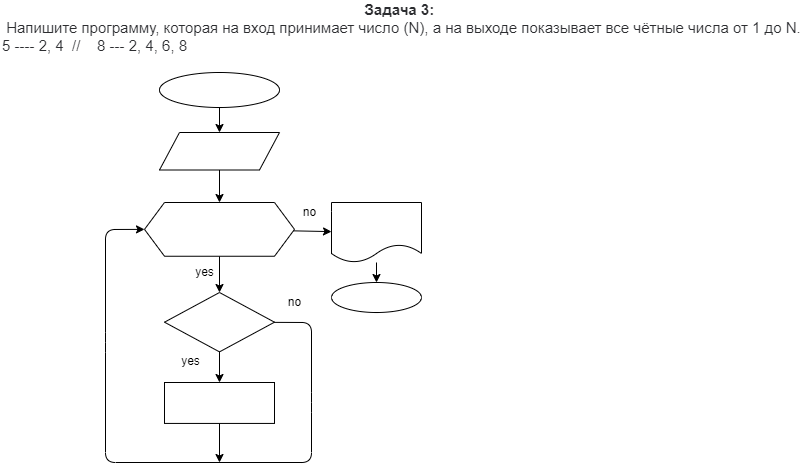 Задача 3:
Напишите программу, которая на вход принимает число (N), а на выходе показывает все чётные числа от 1 до N.
5 ---- 2, 4 // 8 --- 2, 4, 6, 8
no
yes
no
yes